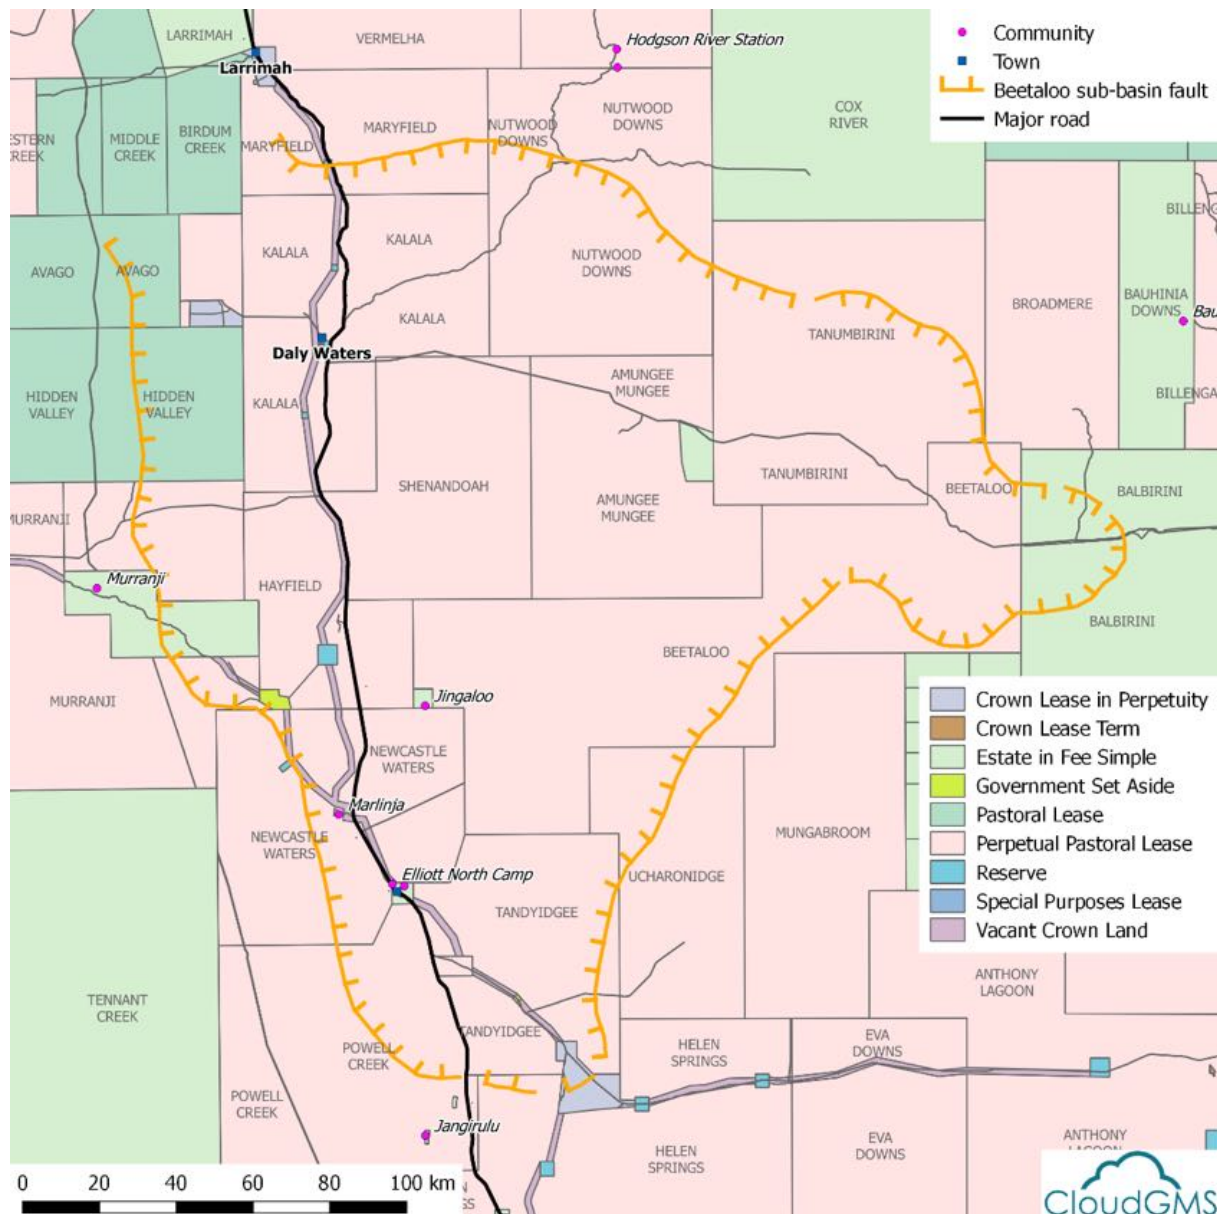 LARRIMAH
VERMELHA
Hodgson River Station
Larrimah
Community
Town
Beetaloo sub-basin fault
Major road
MIDDLE
CREEK
BIRDUM
CREEK
MARYFIELD
MARYFIELD
NUTWOOD
DOWNS
NUTWOOD
DOWNS
COX
RIVER
AVAGO
AVAGO
KALALA
KALALA
NUTWOOD
DOWNS
KALALA
TANUMBIRINI
BROADMERE
BAUHINIA
DOWNS
Daly Waters
HIDDEN
VALLEY
HIDDEN
VALLEY
KALALA
AMUNGEE
MUNGEE
SHENANDOAH
AMUNGEE
MUNGEE
TANUMBIRINI
BEETALOO
BALBIRINI
Murranji
HAYFIELD
BALBIRINI
BEETALOO
MURRANJI
Jingaloo
NEWCASTLE
WATERS
Marlinja
NEWCASTLE
WATERS
Elliott North Camp
UCHARONIDGE
MUNGABROOM
TANDYIDGEE
Crown Lease in Perpetuity
Crown Lease Term
Estate in Fee Simple
Government Set Aside
Pastoral Lease
Perpetual Pastoral Lease
Reserve
Special Purposes Lease
Vacant Crown Land
ANTHONY
LAGOON
TENNANT
CREEK
TANDYIDGEE
POWELL
CREEK
HELEN
SPRINGS
EVA
DOWNS
POWELL
CREEK
Jangirulu
HELEN
SPRINGS
EVA
DOWNS
ANTHONY
LAGOON
0 20 40 60 80 100 km
CloudGMS